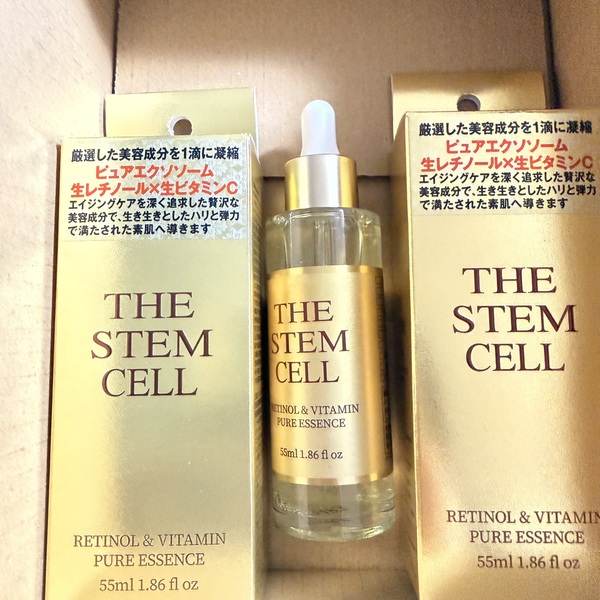 厳選した美容成分を1滴に凝縮
ピュアエクソソーム
生レチノール×生ビタミンC
エイジングケアを深く追求した贅沢な
美容成分で、生き生きとしたハリと弾力
で満たされた素肌へ導きます
THE
STEM
CELL
RETINOL & VITAMIN
PURE ESSENCE
55ml 1.86 fl oz
THE
STEM
CELL
RETINOL & VITAMIN
PURE ESSENCE
55ml 1.86 fl oz
厳選した美容成分を1滴に凝縮
ピュアエクソソーム
生レチノール×生ビタミンC
エイジングケアを深く追求した贅沢な
美容成分で、生き生きとしたハリと弾力
で満たされた素肌へ導きます
THE
STEM
CELL
RETINOL & VITAMIN
PURE ESSENCE
55ml 1.86 fl oz